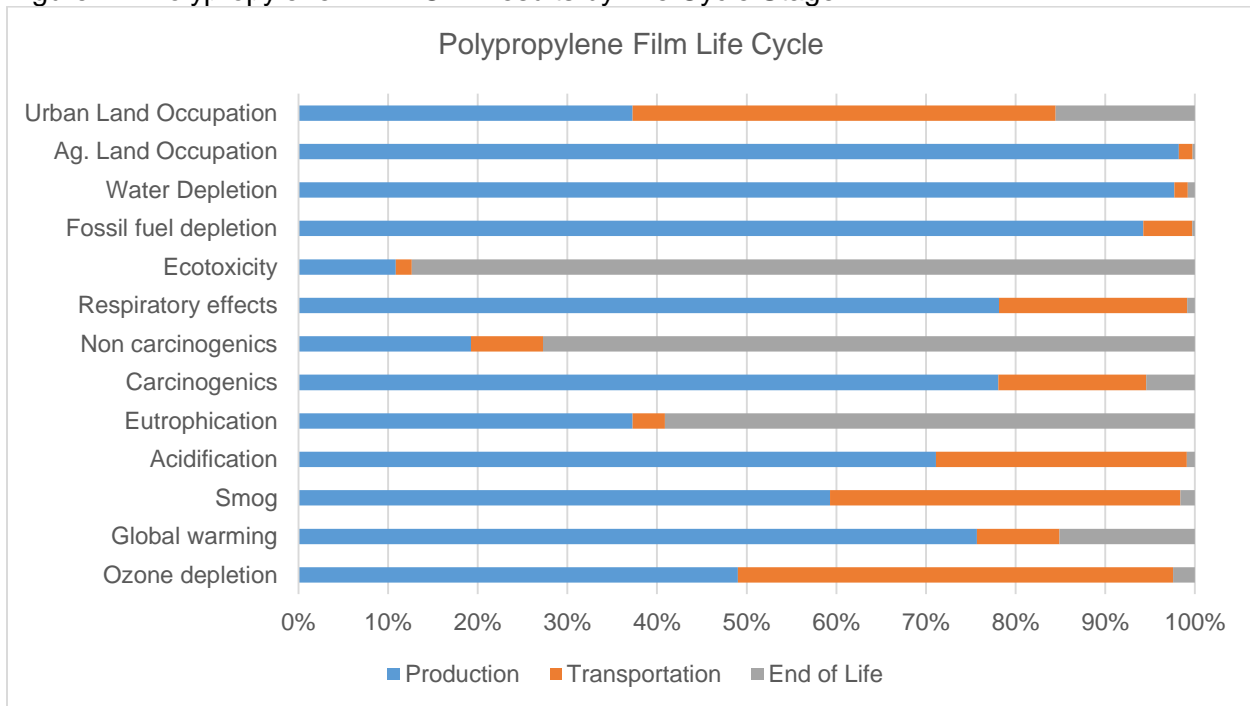 Polypropylene Film Life Cycle
Urban Land Occupation
Ag. Land Occupation
Water Depletion
Fossil fuel depletion
Ecotoxicity
Respiratory effects
Non carcinogenics
Carcinogenics
Eutrophication
Acidification
Smog
Global warming
Ozone depletion
0% 10% 20% 30% 40% 50% 60% 70% 80% 90% 100%
Production Transportation End of Life